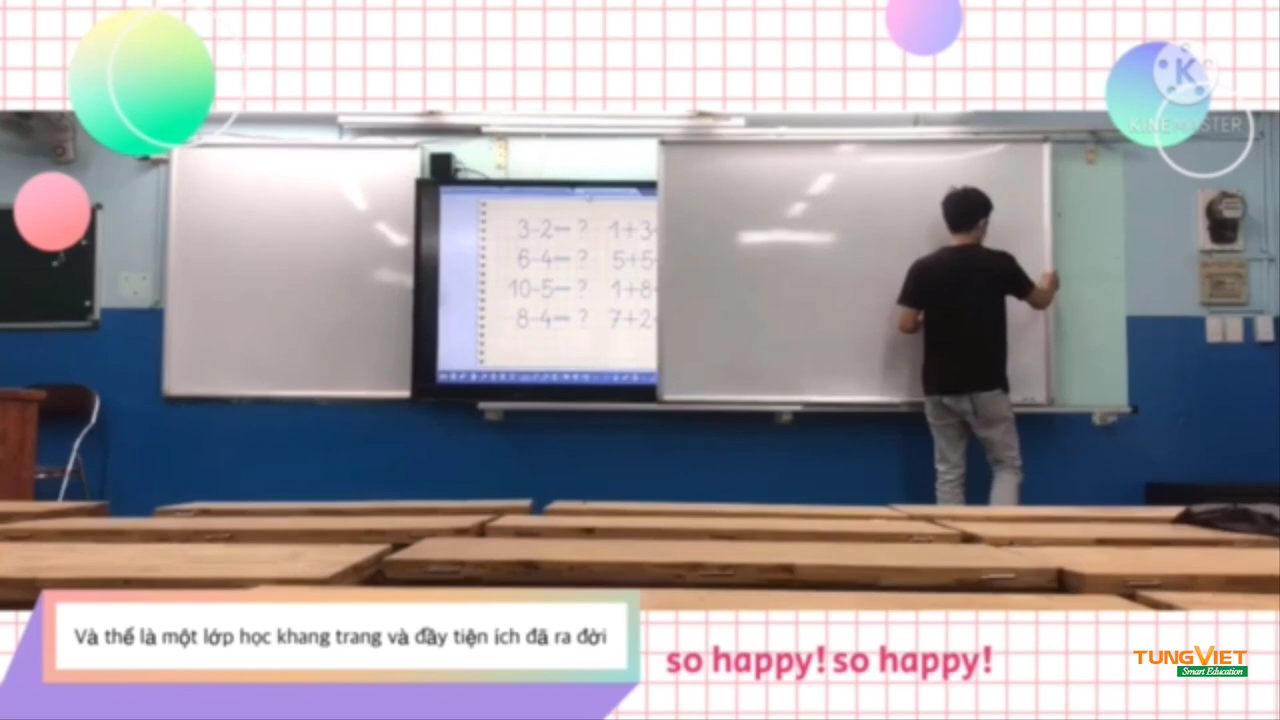 K
KINEMASTER
3-2= ? 1+3
6-4= ? 5+5
10-5= ? 1+8
8-4= ? 7+2
Và thế là một lớp học khang trang và đầy tiện ích đã ra đời
so happy! so happy!
TUNGVIET
Smart Education